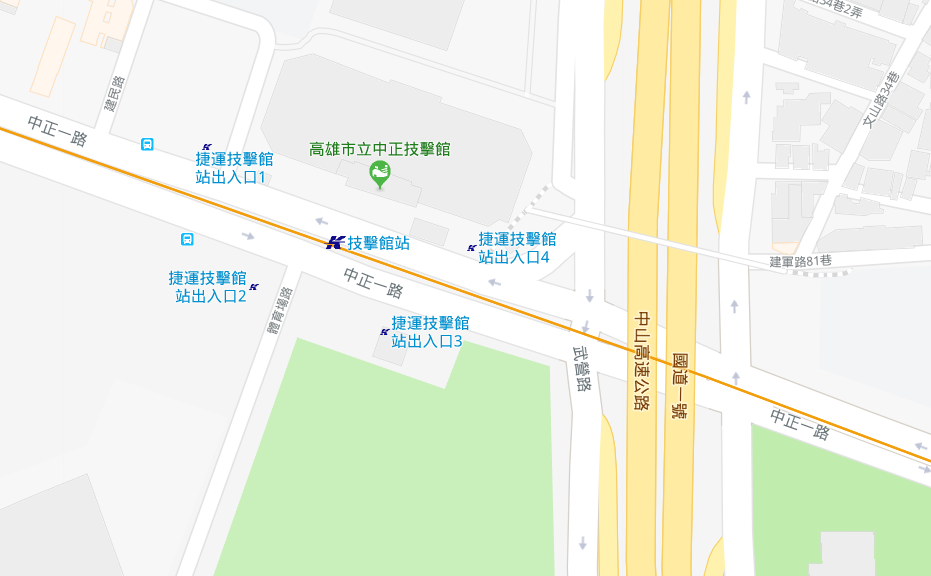 路34巷2弄
建民路
文山路34巷
中正一路
高雄市立中正技擊館
捷運技擊館
站出入口1
技擊館站
捷運技擊館
站出入口4
建軍路81巷
捷運技擊館
站出入口2
中正一路
體育場路
捷運技擊館
站出入口3
武營路
中山高速公路
國道一號
中正一路